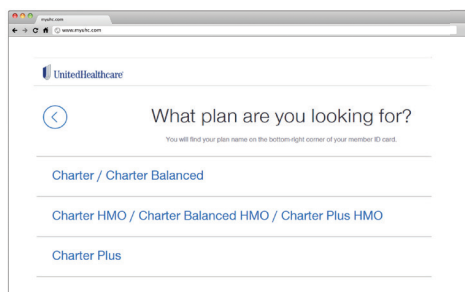 myuhc.com
www.myuhc.com
UnitedHealthcare
What plan are you looking for?
You will find your plan name on the bottom-right corner of your member ID card.
Charter / Charter Balanced
Charter HMO / Charter Balanced HMO / Charter Plus HMO
Charter Plus